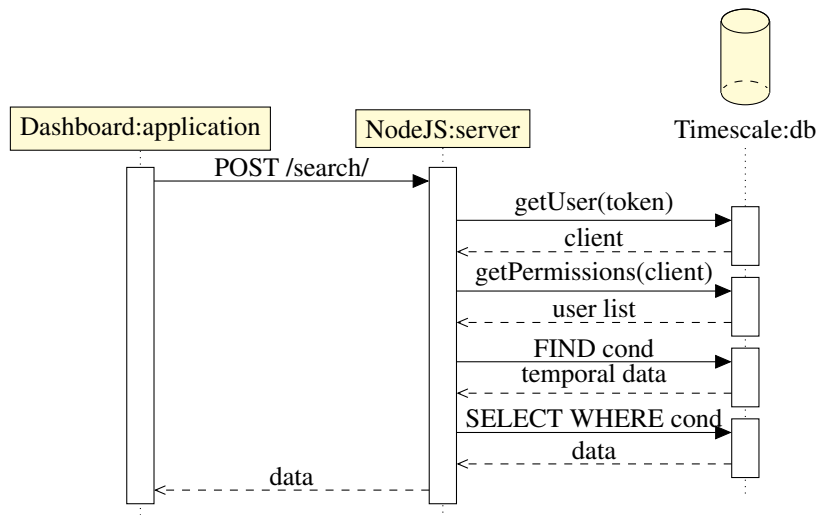 Dashboard:application
NodeJS:server
Timescale:db
POST /search/
getUser(token)
client
getPermissions(client)
user list
FIND cond
temporal data
SELECT WHERE cond
data
data